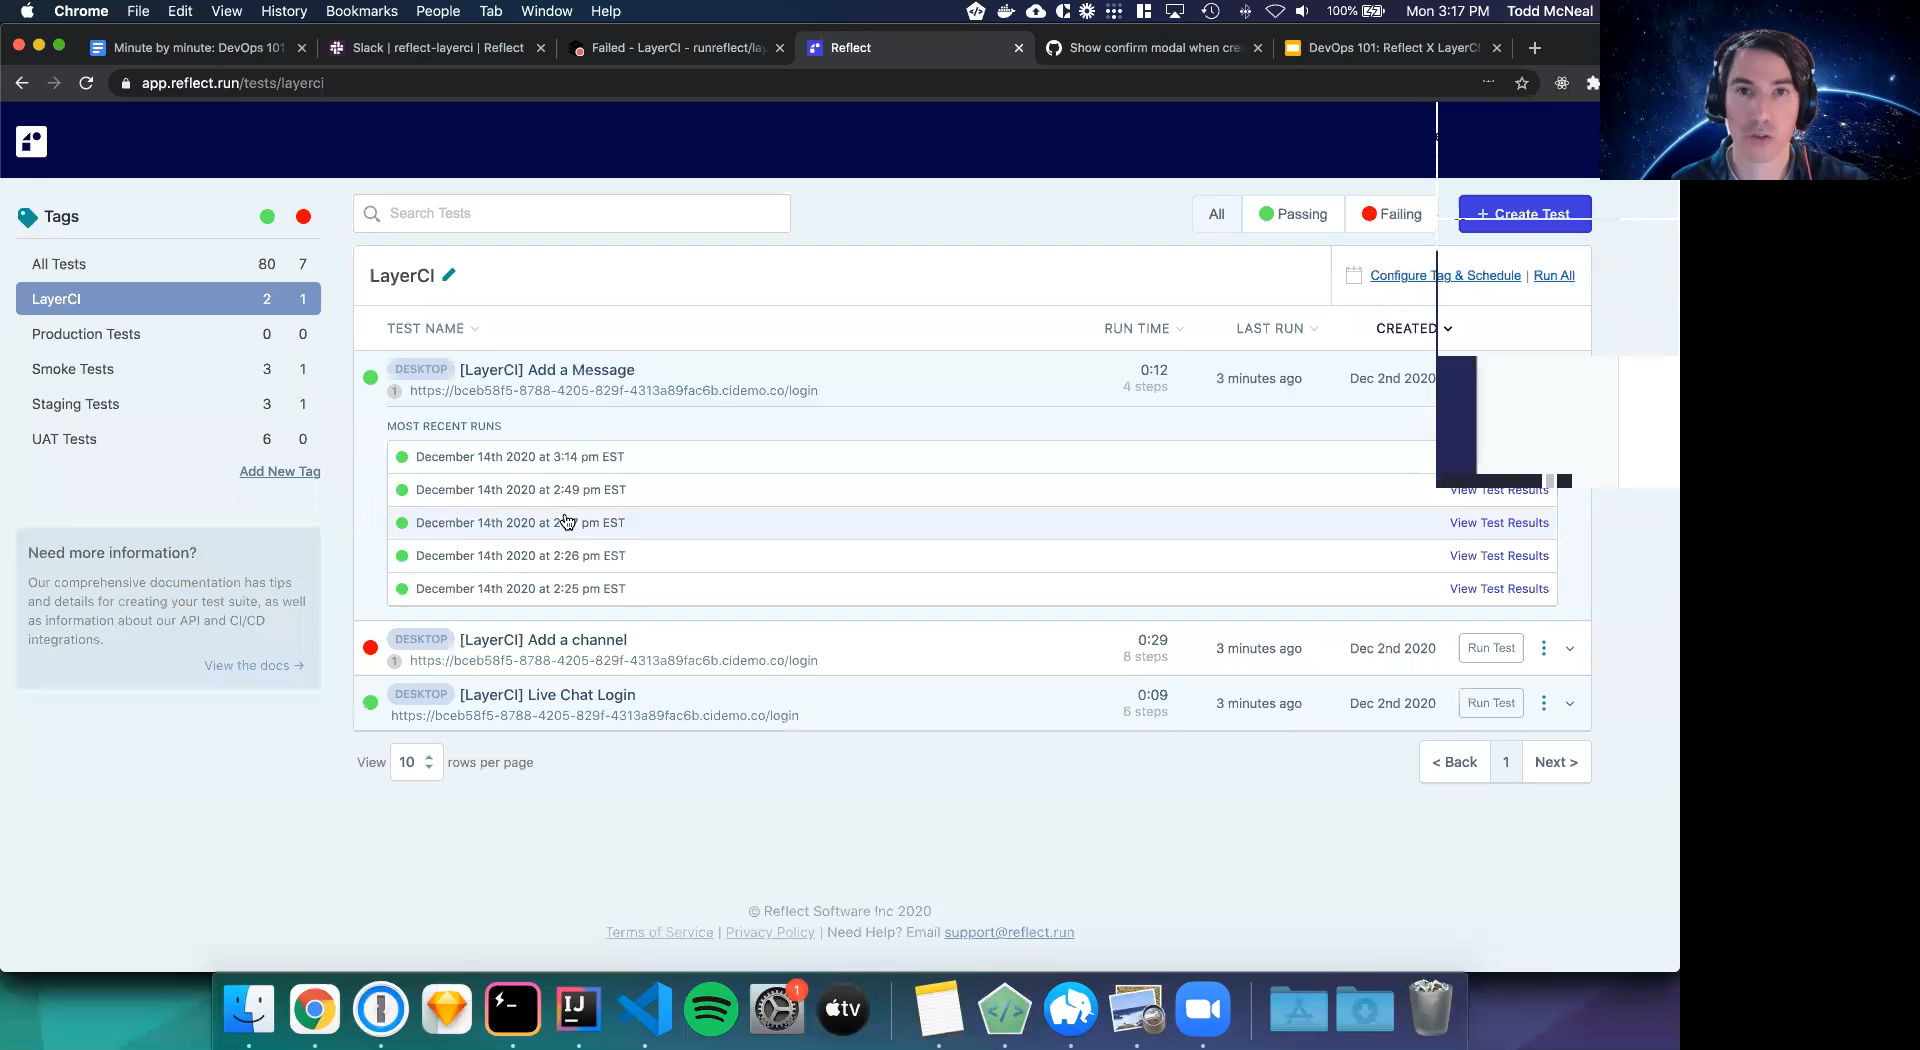 Chrome File Edit View History Bookmarks People Tab Window Help 100% Mon 3:17 PM Todd McNeal
Minute by minute: DevOps 101
Slack | reflect-layerci | Reflect
Failed - LayerCI - runreflect/lay
Reflect
Show confirm modal when cre
DevOps 101: Reflect X LayerCI
app.reflect.run/tests/layerci
Tags
Search Tests
All Passing Failing
+ Create Test
All Tests 80 7
LayerCI 2 1
Production Tests 0 0
Smoke Tests 3 1
Staging Tests 3 1
UAT Tests 6 0
Add New Tag
Need more information?
Our comprehensive documentation has tips
and details for creating your test suite, as well
as information about our API and CI/CD
integrations.
View the docs →
LayerCI
Configure Tag & Schedule | Run All
TEST NAME RUN TIME LAST RUN CREATED
DESKTOP [LayerCI] Add a Message 0:12 3 minutes ago Dec 2nd 2020
1 https://bceb58f5-8788-4205-829f-4313a89fac6b.cidemo.co/login 4 steps
MOST RECENT RUNS
December 14th 2020 at 3:14 pm EST
December 14th 2020 at 2:49 pm EST View Test Results
December 14th 2020 at pm EST View Test Results
December 14th 2020 at 2:26 pm EST View Test Results
December 14th 2020 at 2:25 pm EST View Test Results
DESKTOP [LayerCI] Add a channel 0:29 3 minutes ago Dec 2nd 2020 Run Test
1 https://bceb58f5-8788-4205-829f-4313a89fac6b.cidemo.co/login 8 steps
DESKTOP [LayerCI] Live Chat Login 0:09 3 minutes ago Dec 2nd 2020 Run Test
https://bceb58f5-8788-4205-829f-4313a89fac6b.cidemo.co/login 6 steps
View 10 rows per page
< Back 1 Next >
© Reflect Software Inc 2020
Terms of Service | Privacy Policy | Need Help? Email support@reflect.run
IJ
1
tv